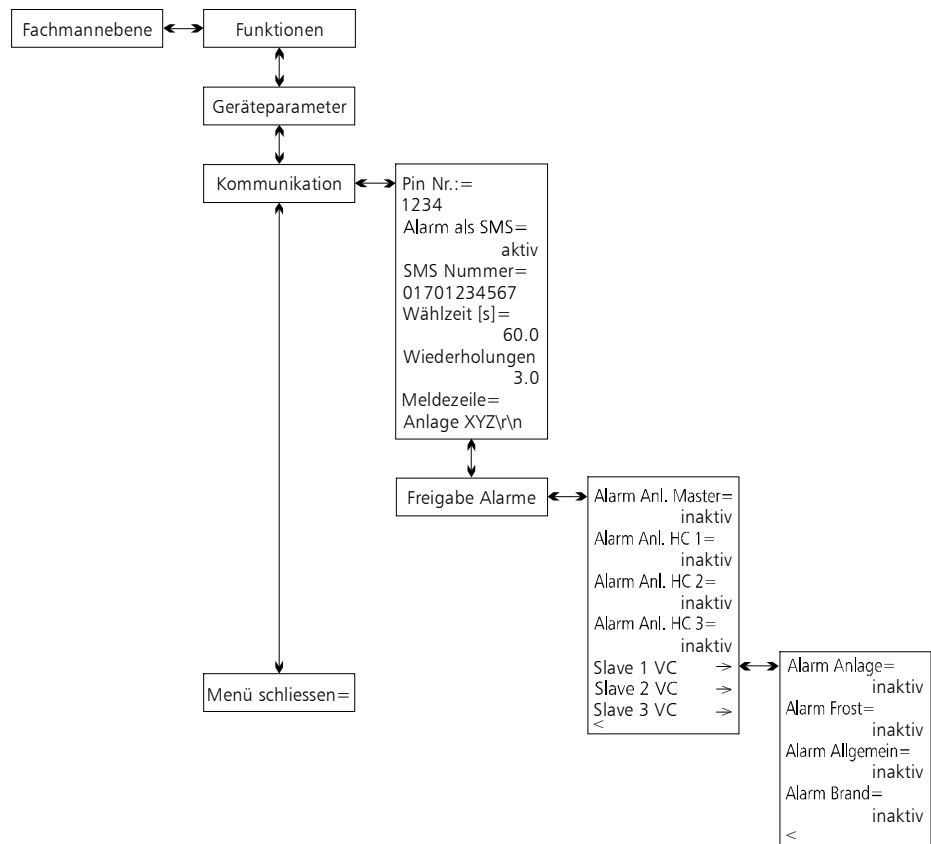 Fachmannebene
Funktionen
Geräteparameter
Kommunikation
Pin Nr.:=
1234
Alarm als SMS=
aktiv
SMS Nummer=
01701234567
Wählzeit [s]=
60.0
Wiederholungen
3.0
Meldezeile=
Anlage XYZ\r\n
Freigabe Alarme
Alarm Anl. Master=
inaktiv
Alarm Anl. HC 1=
inaktiv
Alarm Anl. HC 2=
inaktiv
Alarm Anl. HC 3=
inaktiv
Slave 1 VC →
Slave 2 VC →
Slave 3 VC →
<
Alarm Anlage=
inaktiv
Alarm Frost=
inaktiv
Alarm Allgemein=
inaktiv
Alarm Brand=
inaktiv
<
Menü schliessen=